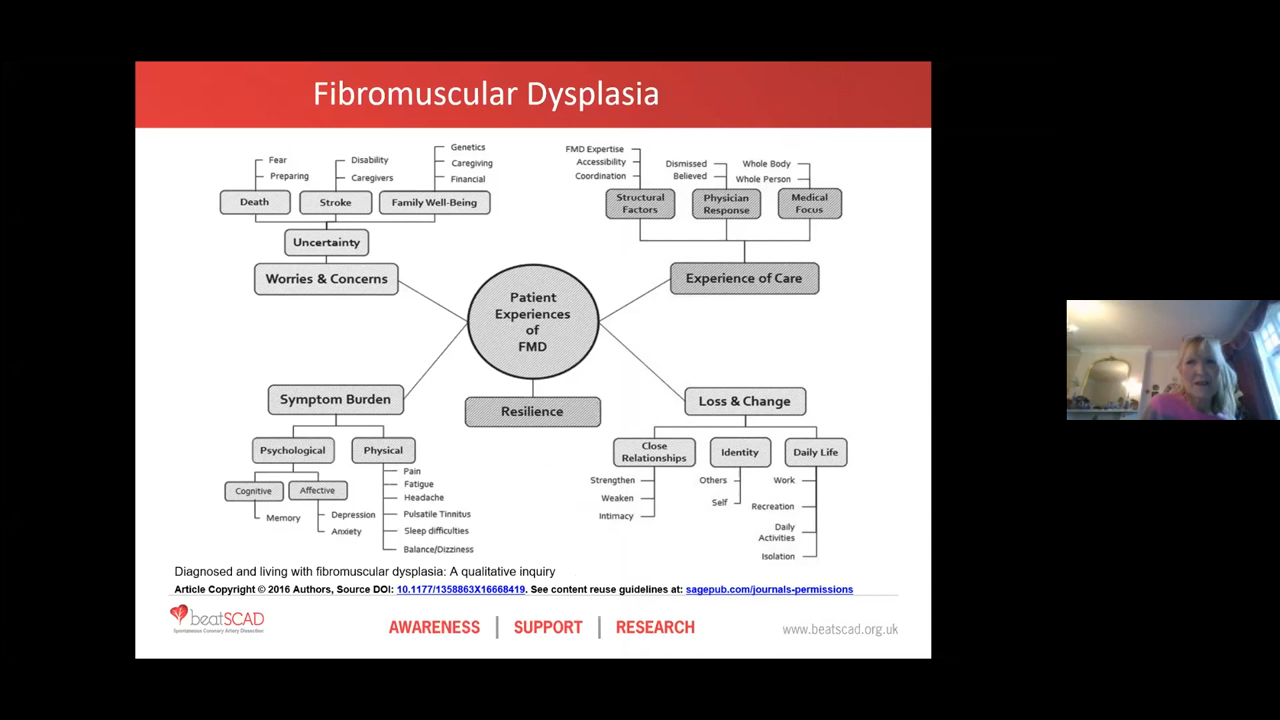 Fibromuscular Dysplasia
Fear
Preparing
Death
Disability
Caregivers
Stroke
Genetics
Caregiving
Financial
Family Well-Being
Uncertainty
Worries & Concerns
FMD Expertise
Accessibility
Coordination
Structural
Factors
Dismissed
Believed
Physician
Response
Whole Body
Whole Person
Medical
Focus
Experience of Care
Patient
Experiences
of
FMD
Resilience
Symptom Burden
Psychological
Physical
Cognitive
Affective
Memory
Depression
Anxiety
Pain
Fatigue
Headache
Pulsatile Tinnitus
Sleep difficulties
Balance/Dizziness
Loss & Change
Close
Relationships
Identity
Daily Life
Strengthen
Weaken
Intimacy
Others
Self
Work
Recreation
Daily
Activities
Isolation
Diagnosed and living with fibromuscular dysplasia: A qualitative inquiry
Article Copyright © 2016 Authors, Source DOI: 10.1177/1358863X16668419. See content reuse guidelines at: sagepub.com/journals-permissions
beatSCAD
Spontaneous Coronary Artery Dissection
AWARENESS | SUPPORT | RESEARCH
www.beatscad.org.uk